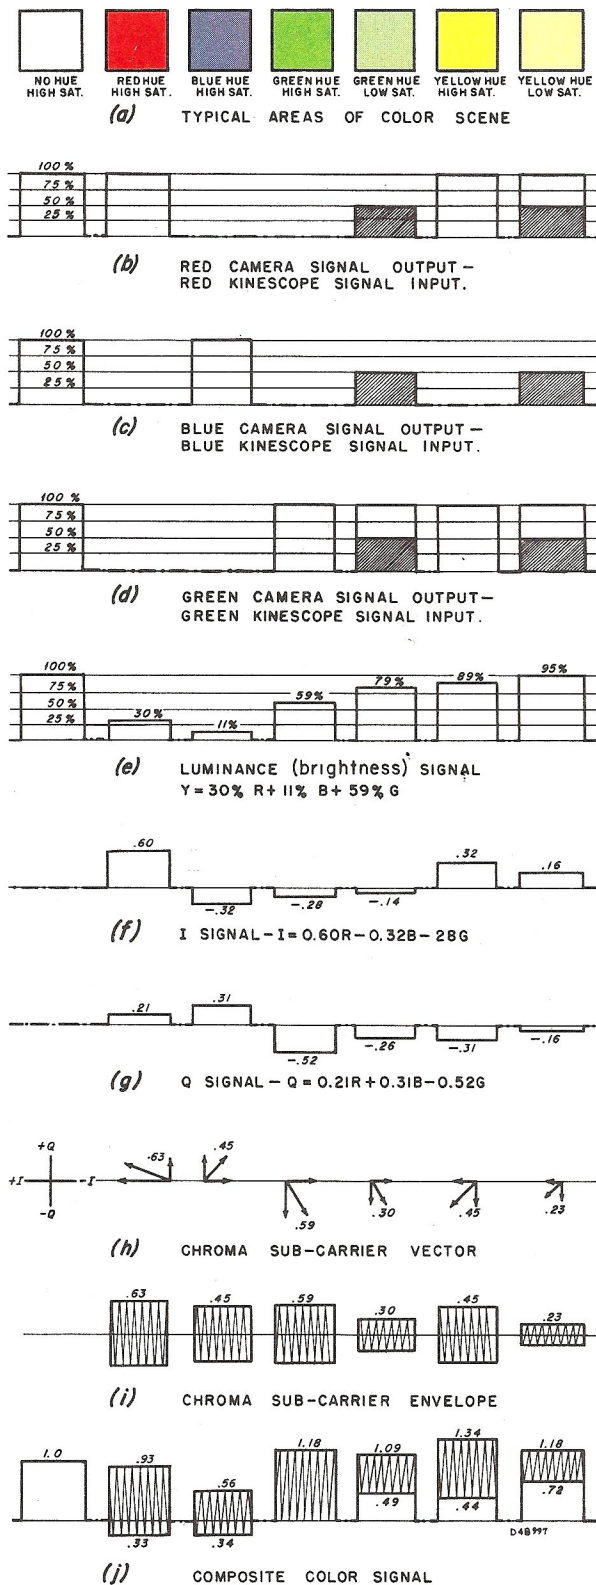 NO HUE HIGH SAT.
RED HUE HIGH SAT.
BLUE HUE HIGH SAT.
GREEN HUE HIGH SAT.
GREEN HUE LOW SAT.
YELLOW HUE HIGH SAT.
YELLOW HUE LOW SAT.
(a) TYPICAL AREAS OF COLOR SCENE
100%
75%
50%
25%
(b) RED CAMERA SIGNAL OUTPUT—
RED KINESCOPE SIGNAL INPUT.
100%
75%
50%
25%
(c) BLUE CAMERA SIGNAL OUTPUT—
BLUE KINESCOPE SIGNAL INPUT.
100%
75%
50%
25%
(d) GREEN CAMERA SIGNAL OUTPUT—
GREEN KINESCOPE SIGNAL INPUT.
100%
75%
50%
25%
30% 11% 59% 79% 89% 95%
(e) LUMINANCE (brightness) SIGNAL
Y=30% R+11% B+59% G
.60 -.32 -.28 -.14 .32 .16
(f) I SIGNAL-I=0.60R-0.32B-28G
.21 .31 -.52 -.26 -.31 -.16
(g) Q SIGNAL-Q=0.21R+0.31B-0.52G
+Q
+I -I
-Q
.63 .45 .59 .30 .45 .23
(h) CHROMA SUB-CARRIER VECTOR
.63 .45 .59 .30 .45 .23
(i) CHROMA SUB-CARRIER ENVELOPE
1.0 .93 .56 1.18 1.09 1.34 1.18
.33 .34 .49 .44 .72
D48997
(j) COMPOSITE COLOR SIGNAL